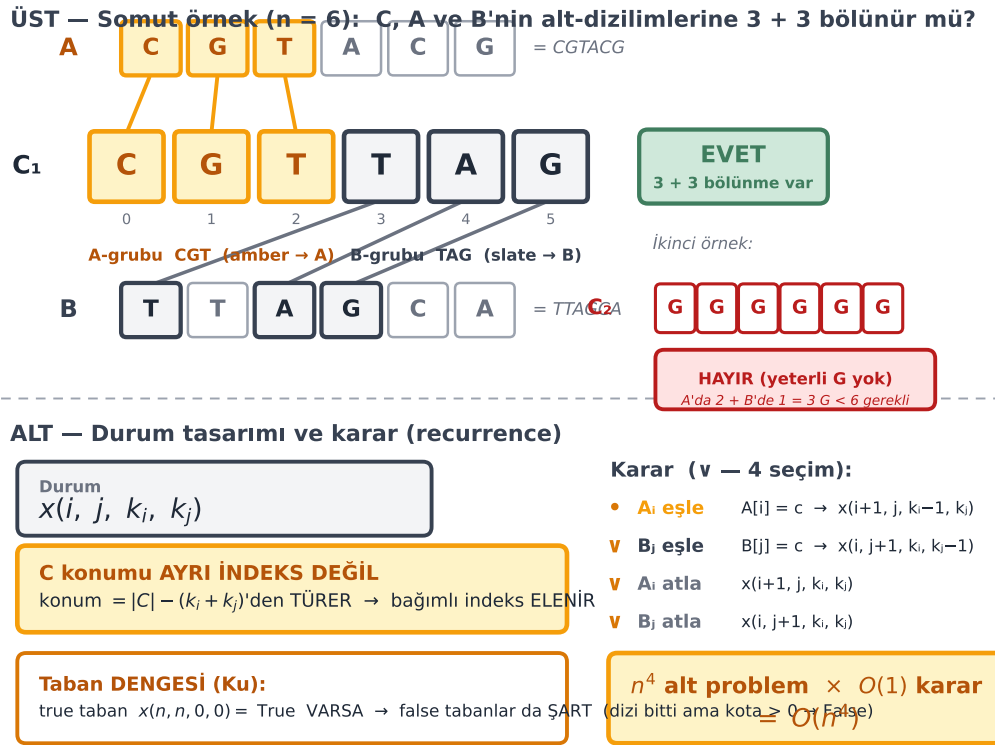 ÜST — Somut örnek (n = 6): C, A ve B'nin alt-dizilimlerine 3 + 3 bölünür mü?
A C G T A C G = CGTACG
C₁ C G T T A G
0 1 2 3 4 5
EVET
3 + 3 bölünme var
A-grubu CGT (amber → A) B-grubu TAG (slate → B)
İkinci örnek:
B T T A G C A = TTAGCA
C₂ G G G G G G
HAYIR (yeterli G yok)
A'da 2 + B'de 1 = 3 G < 6 gerekli
ALT — Durum tasarımı ve karar (recurrence)
Durum
x(i, j, kᵢ, kⱼ)
C konumu AYRI İNDEKS DEĞİL
konum = |C| − (kᵢ + kⱼ)'den TÜRER → bağımlı indeks ELENİR
Taban DENGESİ (Ku):
true taban x(n, n, 0, 0) = True VARSA → false tabanlar da ŞART (dizi bitti ama kota > 0 → False)
Karar (∨ — 4 seçim):
• Aᵢ eşle A[i] = c → x(i+1, j, kᵢ−1, kⱼ)
∨ Bⱼ eşle B[j] = c → x(i, j+1, kᵢ, kⱼ−1)
∨ Aᵢ atla x(i+1, j, kᵢ, kⱼ)
∨ Bⱼ atla x(i, j+1, kᵢ, kⱼ)
n⁴ alt problem × O(1) karar
= O(n⁴)